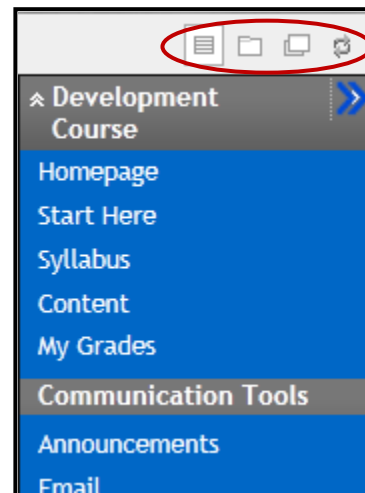 Development
Course
Homepage
Start Here
Syllabus
Content
My Grades
Communication Tools
Announcements
Email